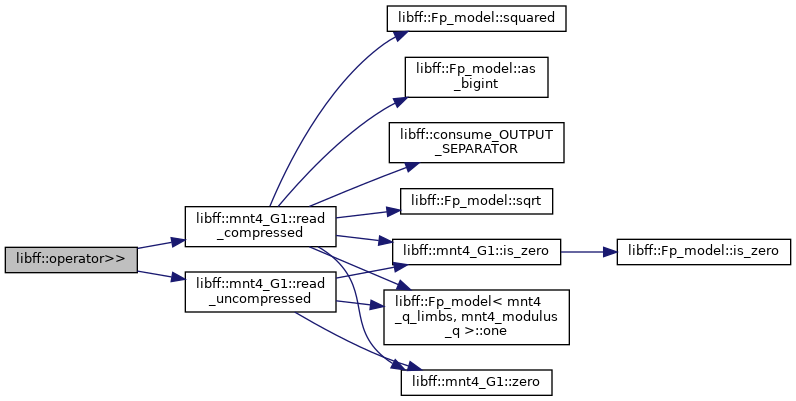 libff::operator>>
libff::mnt4_G1::read
_compressed
libff::mnt4_G1::read
_uncompressed
libff::Fp_model::squared
libff::Fp_model::as
_bigint
libff::consume_OUTPUT
_SEPARATOR
libff::Fp_model::sqrt
libff::mnt4_G1::is_zero
libff::Fp_model< mnt4
_q_limbs, mnt4_modulus
_q >::one
libff::mnt4_G1::zero
libff::Fp_model::is_zero